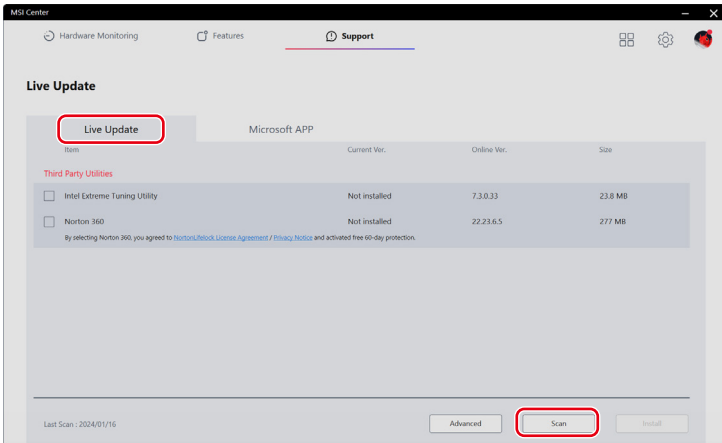 MSI Center
Hardware Monitoring Features Support
Live Update
Live Update Microsoft APP
Item Current Ver. Online Ver. Size
Third Party Utilities
Intel Extreme Tuning Utility Not installed 7.3.0.33 23.8 MB
Norton 360 Not installed 22.23.6.5 277 MB
By selecting Norton 360, you agreed to NortonLifelock License Agreement / Privacy Notice and activated free 60-day protection.
Last Scan : 2024/01/16 Advanced Scan Install